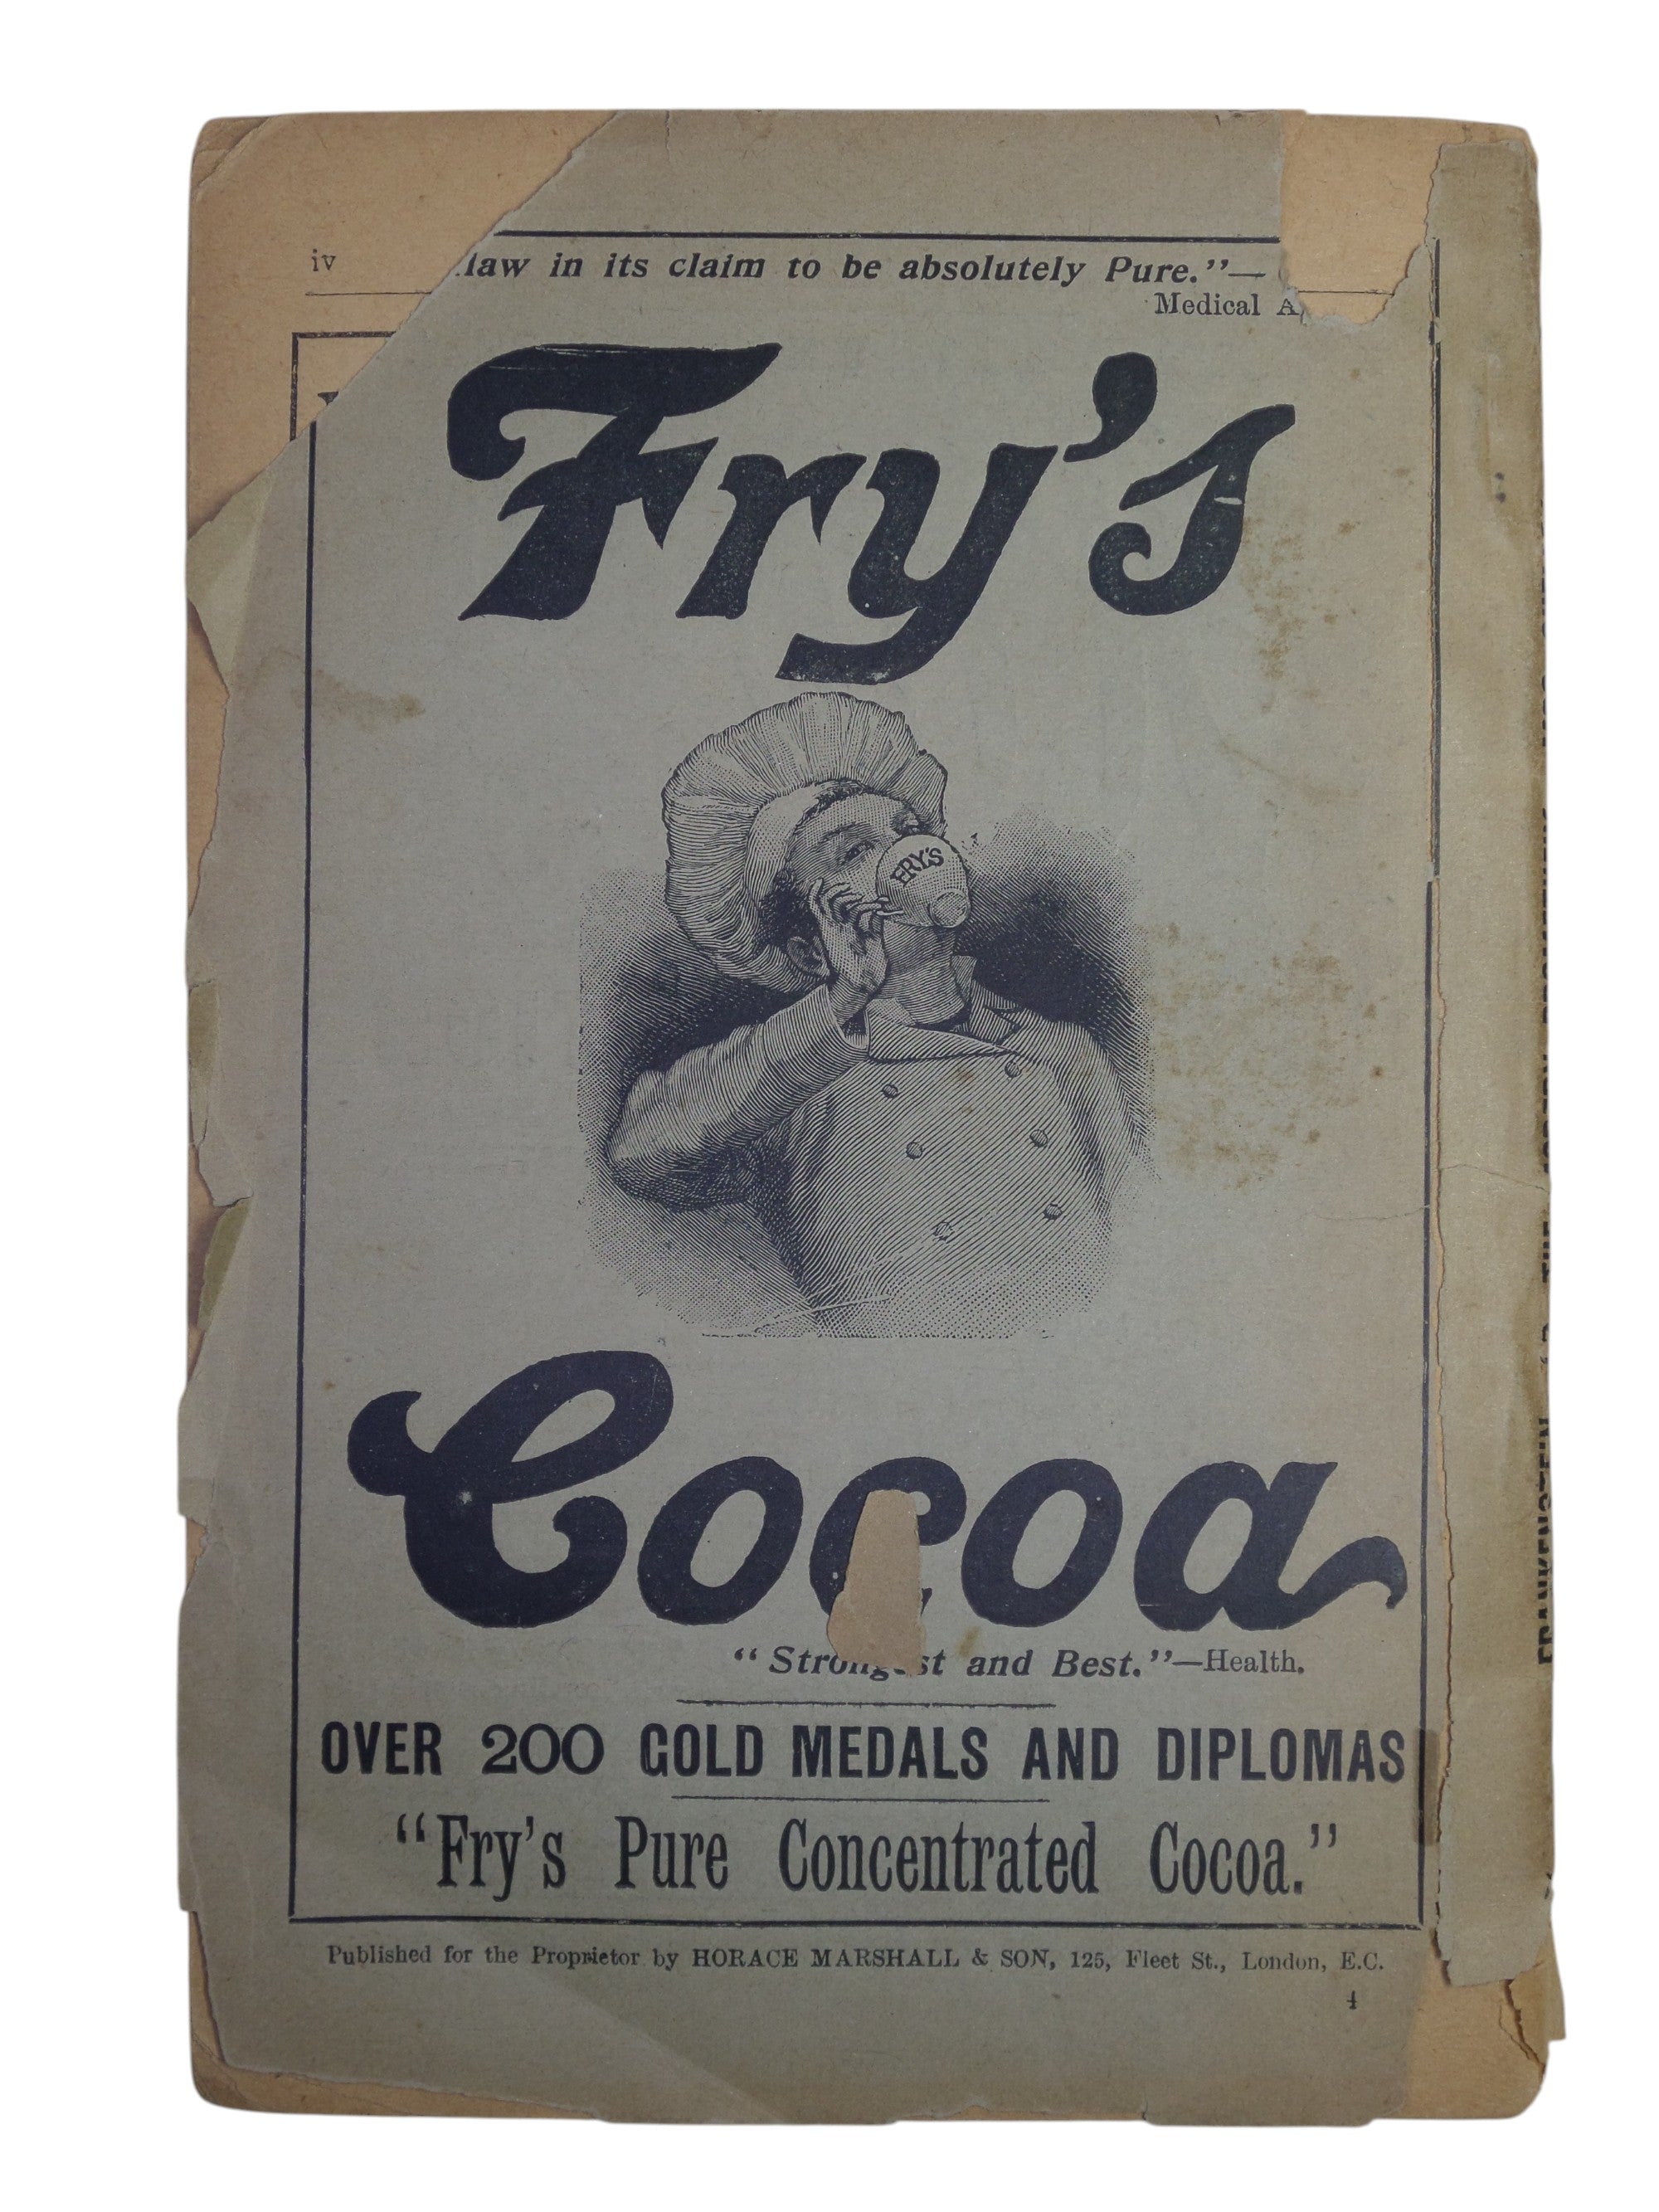 iv
law in its claim to be absolutely Pure."—
Medical
Fry's
FRY'S
Cocoa
"Strongest and Best."—Health.
OVER 200 GOLD MEDALS AND DIPLOMAS
"Fry's Pure Concentrated Cocoa."
Published for the Proprietor by HORACE MARSHALL & SON, 125, Fleet St., London, E.C.
4
FRANKENSTEIN